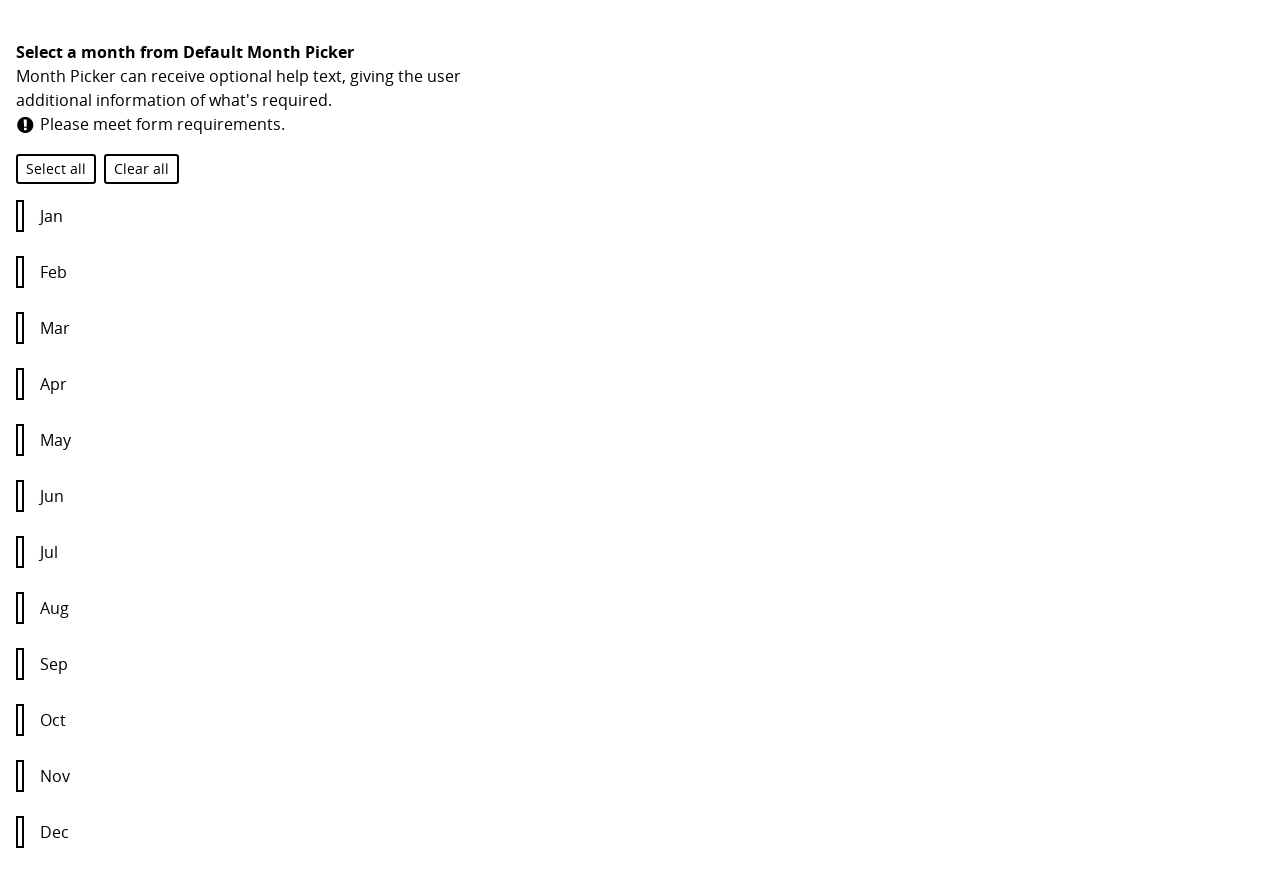 Select a month from Default Month Picker
Month Picker can receive optional help text, giving the user
additional information of what's required.
Please meet form requirements.
Select all Clear all
Jan
Feb
Mar
Apr
May
Jun
Jul
Aug
Sep
Oct
Nov
Dec